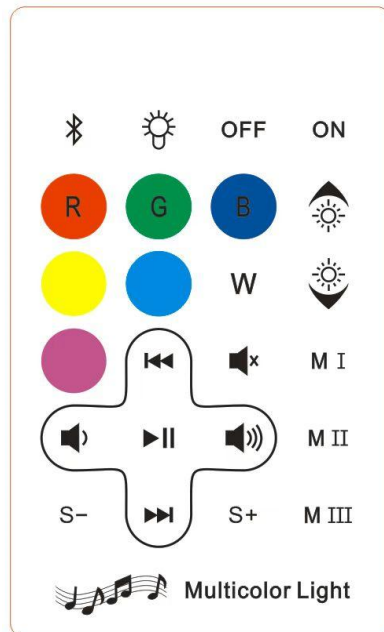 OFF ON
R G B
W
M I
M II
S− S+ M III
Multicolor Light